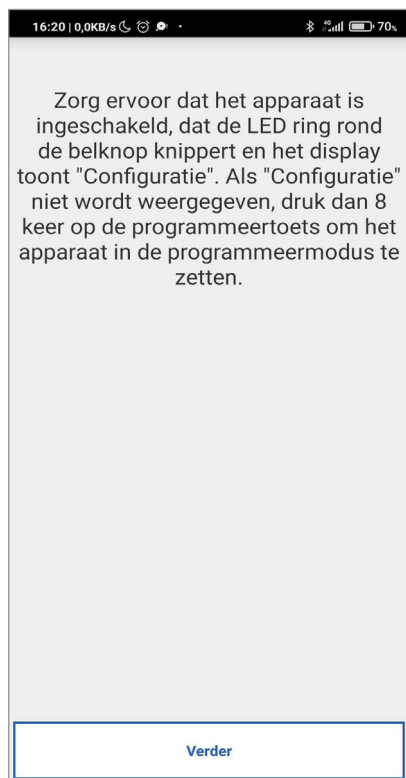 16:20 | 0,0KB/s
4G
70%
Zorg ervoor dat het apparaat is
ingeschakeld, dat de LED ring rond
de belknop knippert en het display
toont "Configuratie". Als "Configuratie"
niet wordt weergegeven, druk dan 8
keer op de programmeertoets om het
apparaat in de programmeermodus te
zetten.
Verder